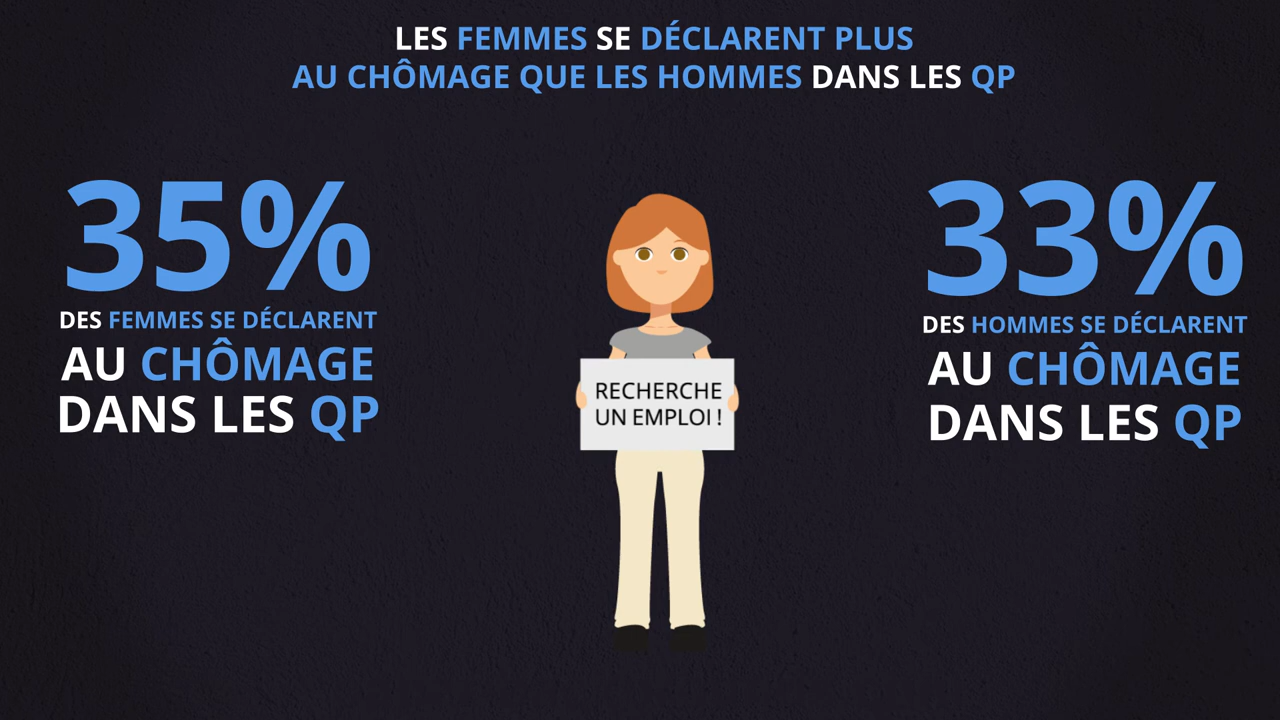 LES FEMMES SE DÉCLARENT PLUS
AU CHÔMAGE QUE LES HOMMES DANS LES QP
35%
DES FEMMES SE DÉCLARENT
AU CHÔMAGE
DANS LES QP
RECHERCHE
UN EMPLOI !
33%
DES HOMMES SE DÉCLARENT
AU CHÔMAGE
DANS LES QP